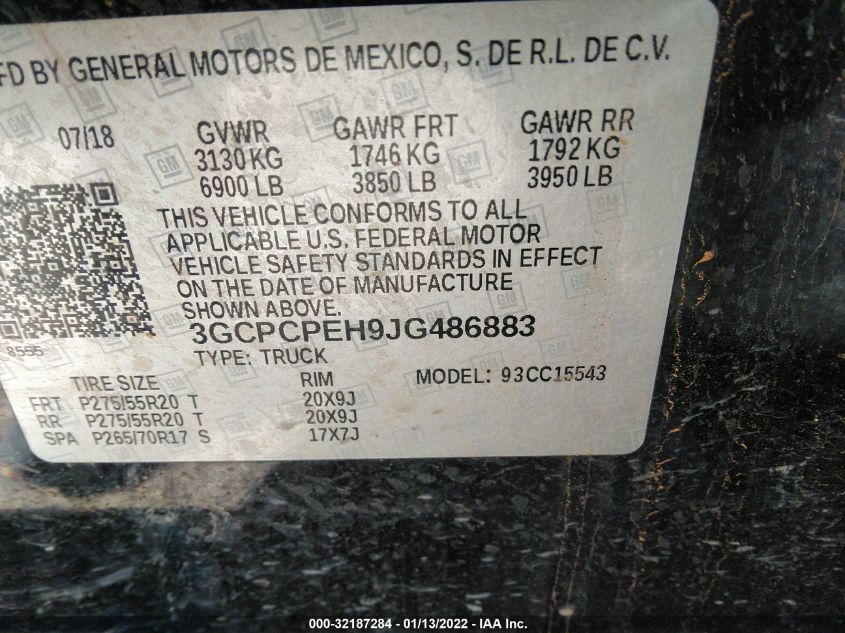 FD BY GENERAL MOTORS DE MEXICO, S. DE R.L. DE C.V.
07/18 GVWR GAWR FRT GAWR RR
3130 KG 1746 KG 1792 KG
6900 LB 3850 LB 3950 LB
THIS VEHICLE CONFORMS TO ALL
APPLICABLE U.S. FEDERAL MOTOR
VEHICLE SAFETY STANDARDS IN EFFECT
ON THE DATE OF MANUFACTURE
SHOWN ABOVE.
3GCPCPEH9JG486883
8595
TYPE: TRUCK
TIRE SIZE RIM MODEL: 93CC15543
FRT P275/55R20 T 20X9J
RR P275/55R20 T 20X9J
SPA P265/70R17 S 17X7J
000-32187284 - 01/13/2022 - IAA Inc.